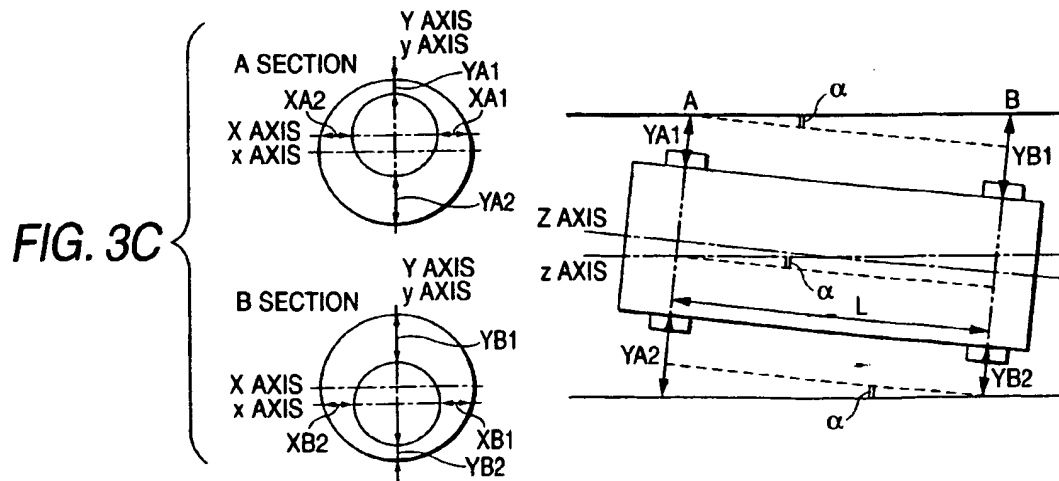 FIG. 3C
A SECTION
Y AXIS
y AXIS
YA1
XA2
XA1
X AXIS
x AXIS
YA2
B SECTION
Y AXIS
y AXIS
YB1
X AXIS
x AXIS
XB2
XB1
YB2
A
α
B
YA1
YB1
Z AXIS
z AXIS
α
L
YA2
YB2
α